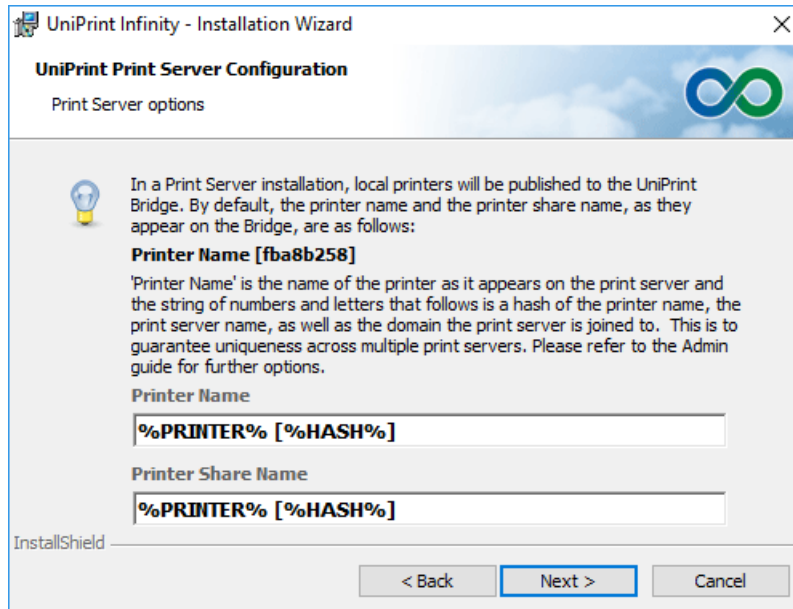 UniPrint Infinity - Installation Wizard
UniPrint Print Server Configuration
Print Server options
In a Print Server installation, local printers will be published to the UniPrint
Bridge. By default, the printer name and the printer share name, as they
appear on the Bridge, are as follows:
Printer Name [fba8b258]
'Printer Name' is the name of the printer as it appears on the print server and
the string of numbers and letters that follows is a hash of the printer name, the
print server name, as well as the domain the print server is joined to.  This is to
guarantee uniqueness across multiple print servers. Please refer to the Admin
guide for further options.
Printer Name
%PRINTER% [%HASH%]
Printer Share Name
%PRINTER% [%HASH%]
InstallShield
< Back
Next >
Cancel